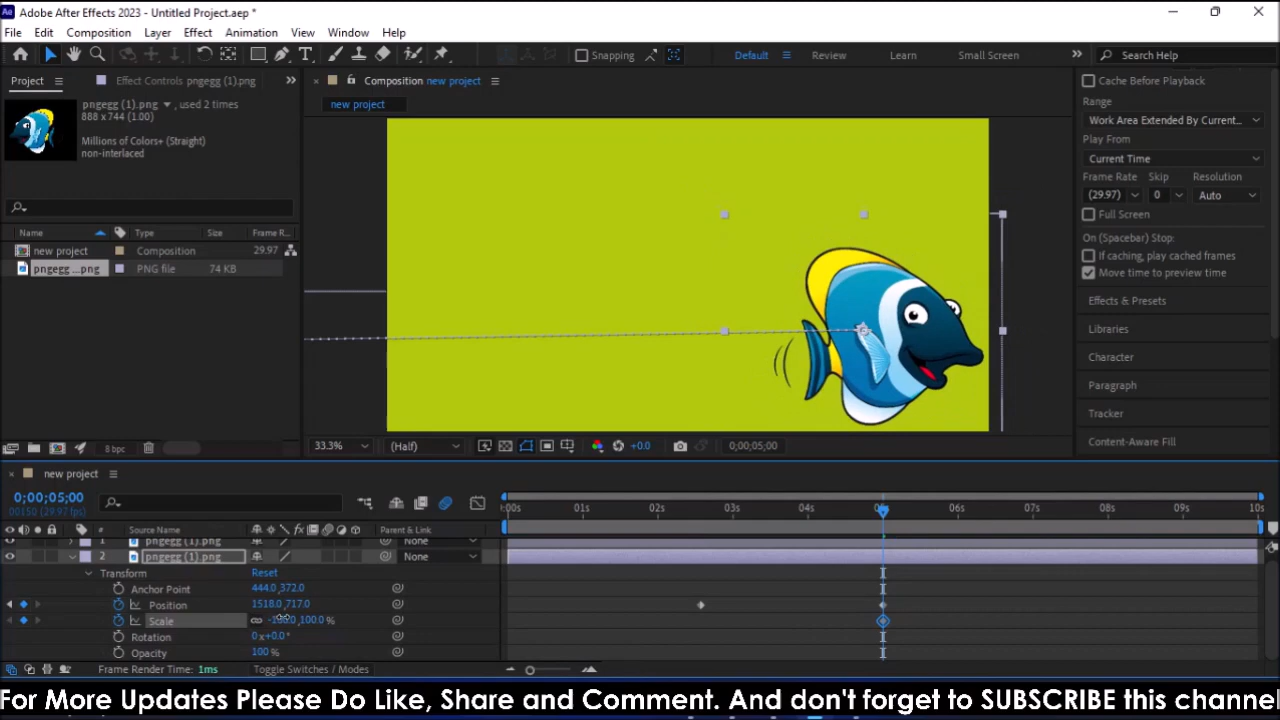 Adobe After Effects 2023 - Untitled Project.aep *
File Edit Composition Layer Effect Animation View Window Help
Snapping Default Review Learn Small Screen Search Help
Project Effect Controls pngegg (1).png
Composition new project
new project
pngegg (1).png , used 2 times
888 x 744 (1.00)
Millions of Colors+ (Straight)
non-interlaced
Name Type Size Frame R...
new project Composition 29.97
pngegg ...png PNG file 74 KB
8 bpc
33.3% (Half) +0.0 0;00;05;00
Cache Before Playback
Range
Work Area Extended By Current...
Play From
Current Time
Frame Rate Skip Resolution
(29.97) 0 Auto
Full Screen
On (Spacebar) Stop:
If caching, play cached frames
Move time to preview time
Effects & Presets
Libraries
Character
Paragraph
Tracker
Content-Aware Fill
new project
0;00;05;00
00150 (29.97 fps)
# Source Name Parent & Link
1 pngegg (1).png None
2 pngegg (1).png None
Transform Reset
Anchor Point 444.0,372.0
Position 1518.0,717.0
Scale ,100.0 %
Rotation 0x+0.0°
Opacity 100 %
:00s 01s 02s 03s 04s 06s 07s 08s 09s 10s
Frame Render Time: 1ms Toggle Switches / Modes
For More Updates Please Do Like, Share and Comment. And don't forget to SUBSCRIBE this channel